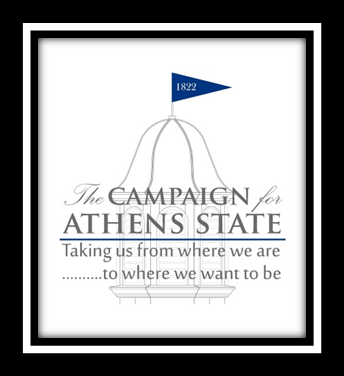 1822
The CAMPAIGN for
ATHENS STATE
Taking us from where we are
..........to where we want to be